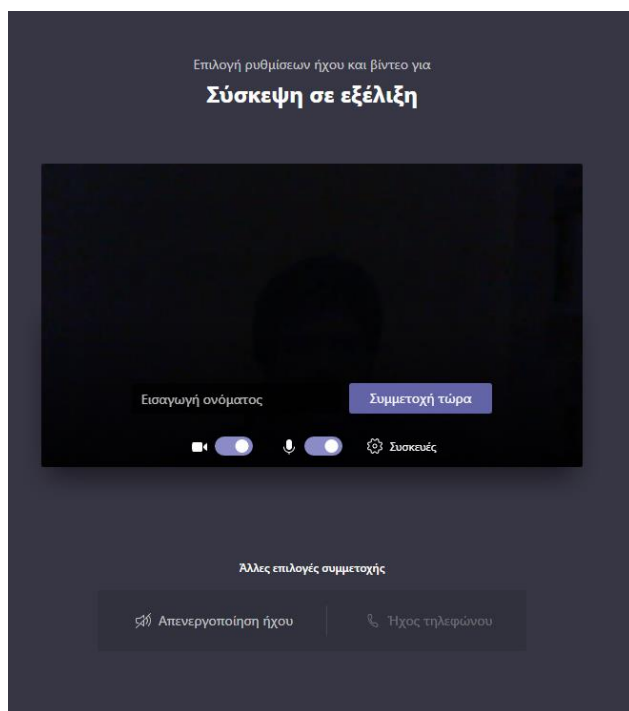 Επιλογή ρυθμίσεων ήχου και βίντεο για
Σύσκεψη σε εξέλιξη
Εισαγωγή ονόματος
Συμμετοχή τώρα
Συσκευές
Άλλες επιλογές συμμετοχής
Απενεργοποίηση ήχου
Ήχος τηλεφώνου